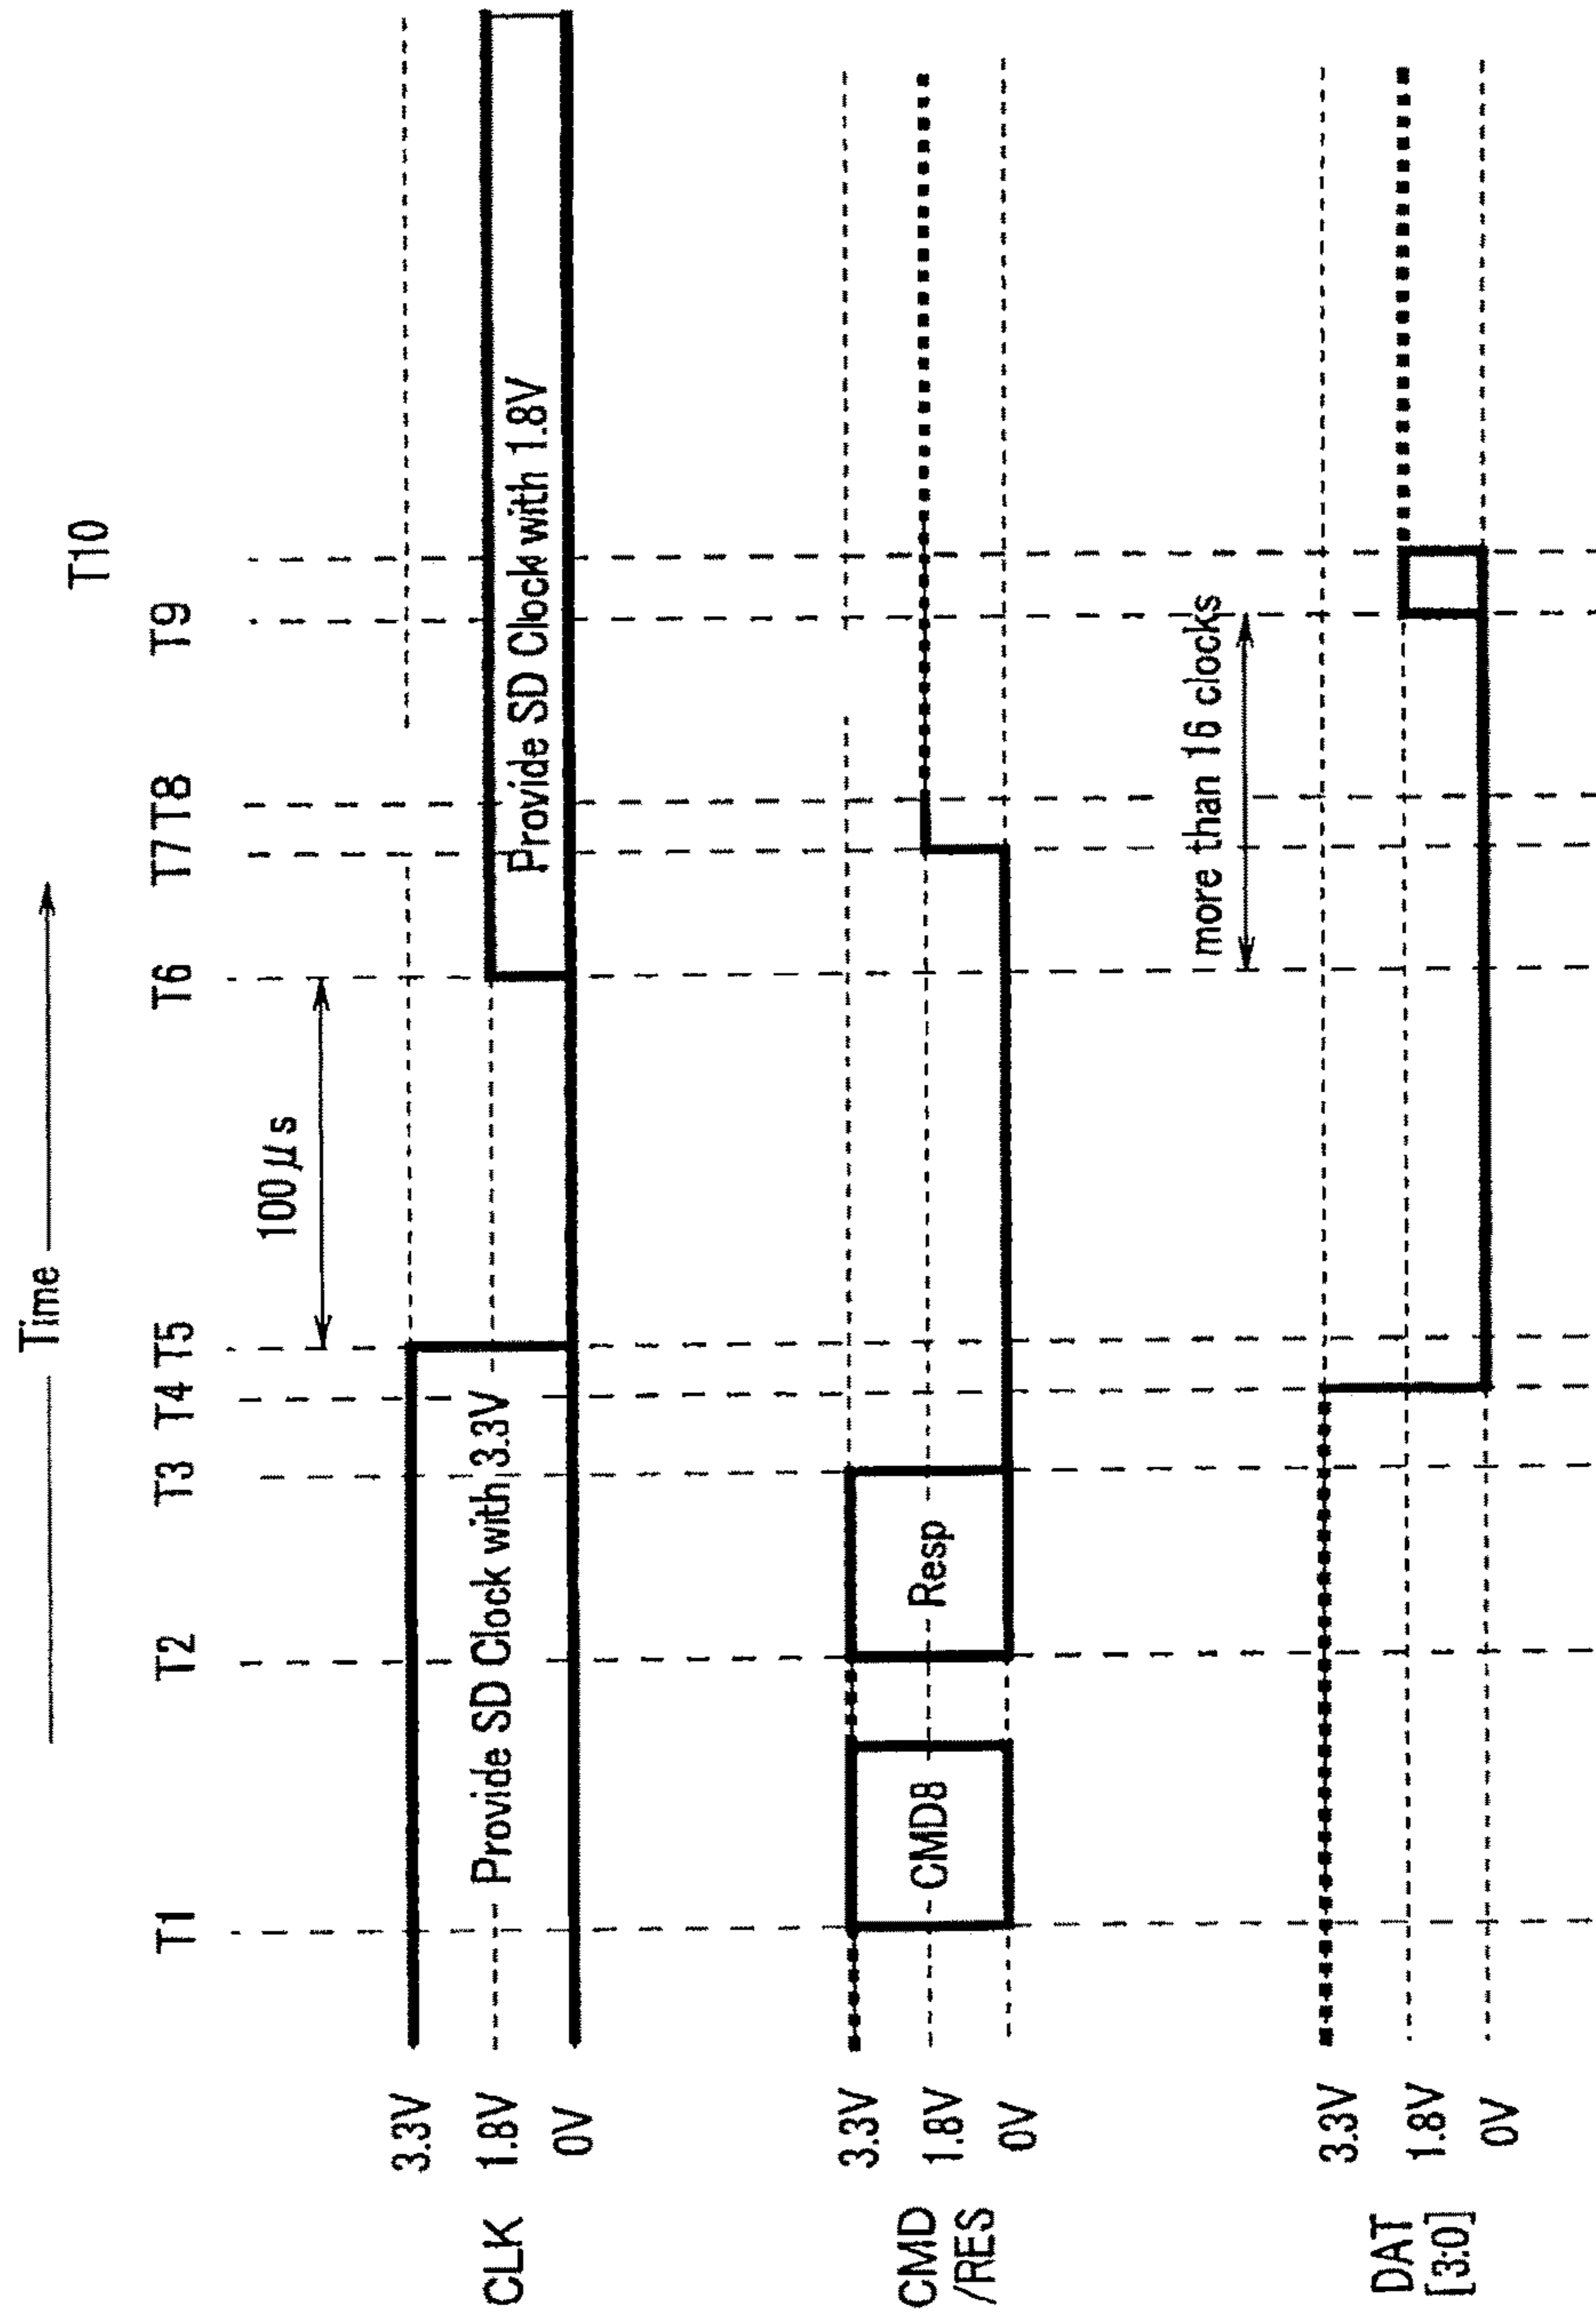 Time
T1
T2
T3
T4
T5
T6
T7
T8
T9
T10
100μs
CLK
3.3V
1.8V
0V
Provide SD Clock with 3.3V
Provide SD Clock with 1.8V
CMD
/RES
3.3V
1.8V
0V
CMD8
Resp
more than 16 clocks
DAT
[3:0]
3.3V
1.8V
0V